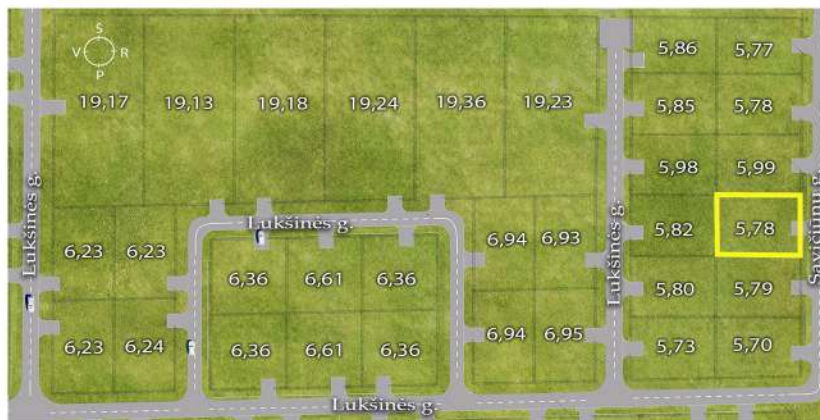 Š
V R
P
5,86 5,77
19,17 19,13 19,18 19,24 19,36 19,23
5,85 5,78
5,98 5,99
Lukšinės g.
5,82 5,78
6,23 6,23
6,94 6,93
Lukšinės g.
Lukšinės g.
Savičiūnų g.
6,36 6,61 6,36
5,80 5,79
6,23 6,24
6,94 6,95
5,73 5,70
6,36 6,61 6,36
Lukšinės g.